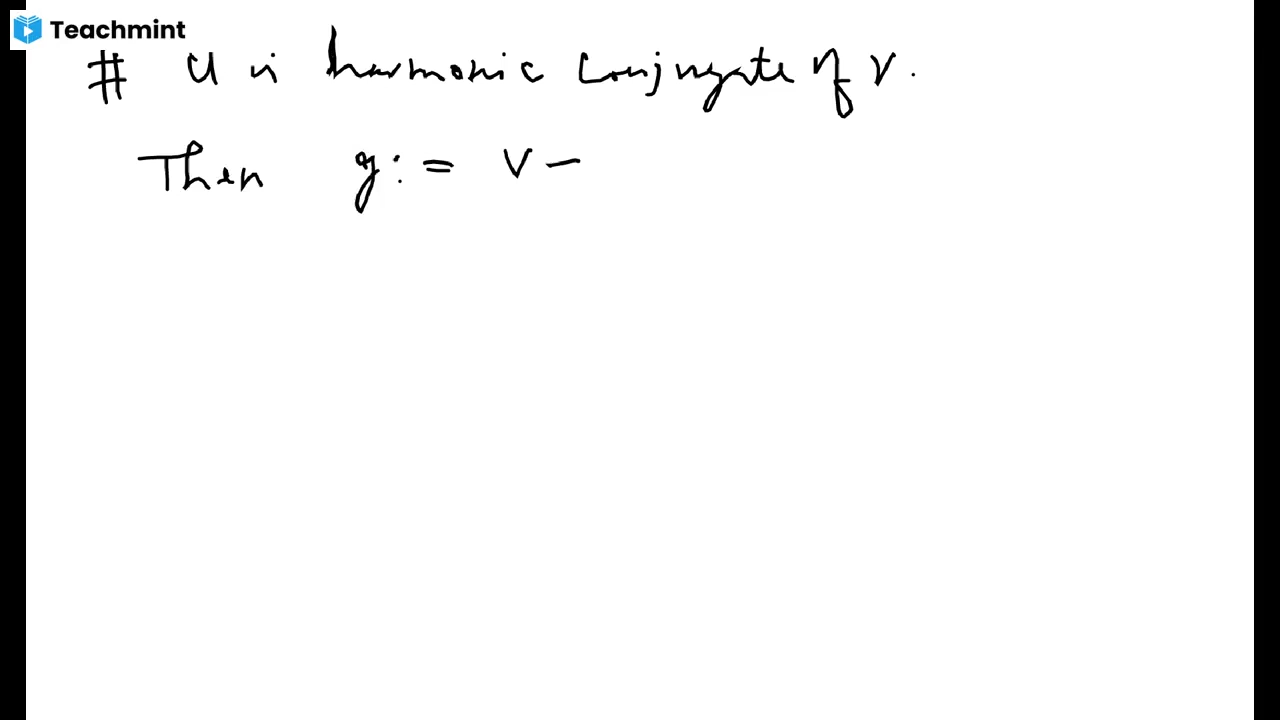 Teachmint
# u is harmonic conjugate of v.
Then g := v –